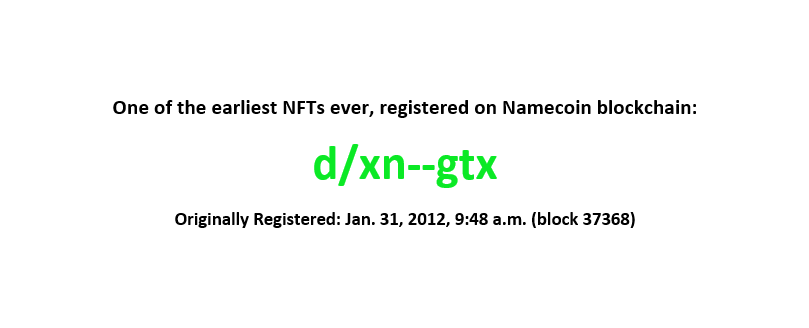 One of the earliest NFTs ever, registered on Namecoin blockchain:
d/xn--gtx
Originally Registered: Jan. 31, 2012, 9:48 a.m. (block 37368)